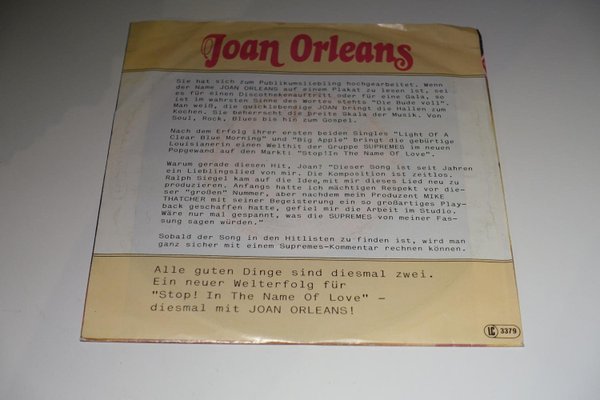 Joan Orleans
Sie hat sich zum Publikumsliebling hochgearbeitet. Wenn
der Name JOAN ORLEANS auf einem Plakat zu lesen ist, sei
es für einen Discothekenauftritt oder für eine Gala, so
ist im wahrsten Sinne des Wortes stehts "Die Bude voll".
Man weiß, die quicklebendige JOAN bringt die Hallen zum
Kochen. Sie beherrscht die breite Skala der Musik. Von
Soul, Rock, Blues bis hin zum Gospel.
Nach dem Erfolg ihrer ersten beiden Singles "Light Of A
Clear Blue Morning" und "Big Apple" bringt die gebürtige
Louisianerin einen Welthit der Gruppe SUPREMES im neuen
Popgewand auf den Markt: "Stop!In The Name Of Love".
Warum gerade diesen Hit, Joan? "Dieser Song ist seit Jahren
ein Lieblingslied von mir. Die Komposition ist zeitlos.
Ralph Siegel kam auf die Idee,mit mir dieses Lied neu zu
produzieren. Anfangs hatte ich mächtigen Respekt vor die-
ser "großen" Nummer, aber nachdem mein Produzent MIKE
THATCHER mit seiner Begeisterung ein so großartiges Play-
back geschaffen hatte, gefiel mir die Arbeit im Studio.
Wäre nur mal gespannt, was die SUPREMES von meiner Fas-
sung sagen würden."
Sobald der Song in den Hitlisten zu finden ist, wird man
ganz sicher mit einem Supremes-Kommentar rechnen können.
Alle guten Dinge sind diesmal zwei.
Ein neuer Welterfolg für
"Stop! In The Name Of Love" –
diesmal mit JOAN ORLEANS!
LC 3379